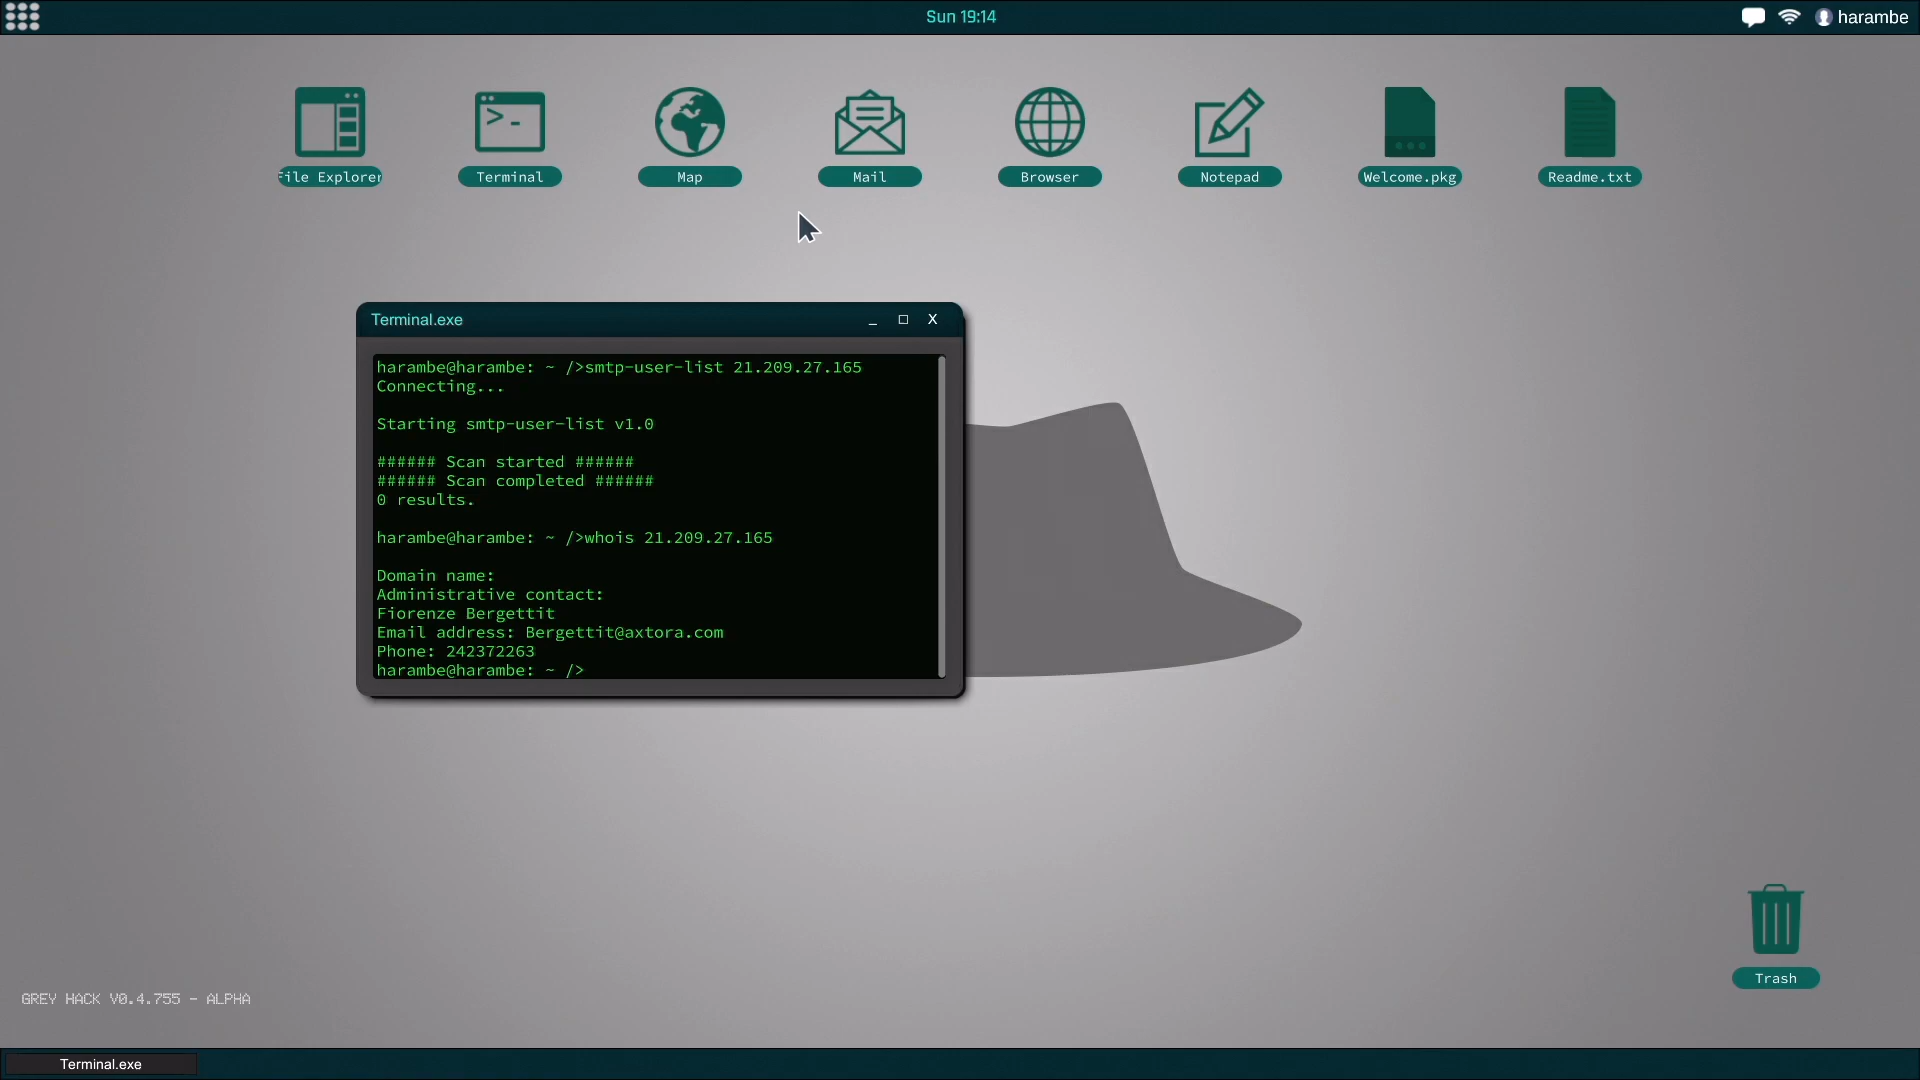 Sun 19:14
harambe
File Explorer
Terminal
Map
Mail
Browser
Notepad
Welcome.pkg
Readme.txt
Terminal.exe
_ □ X
harambe@harambe: ~ />smtp-user-list 21.209.27.165
Connecting...
Starting smtp-user-list v1.0
###### Scan started ######
###### Scan completed ######
0 results.
harambe@harambe: ~ />whois 21.209.27.165
Domain name:
Administrative contact:
Fiorenze Bergettit
Email address: Bergettit@axtora.com
Phone: 242372263
harambe@harambe: ~ />
Trash
GREY HACK V0.4.755 - ALPHA
Terminal.exe